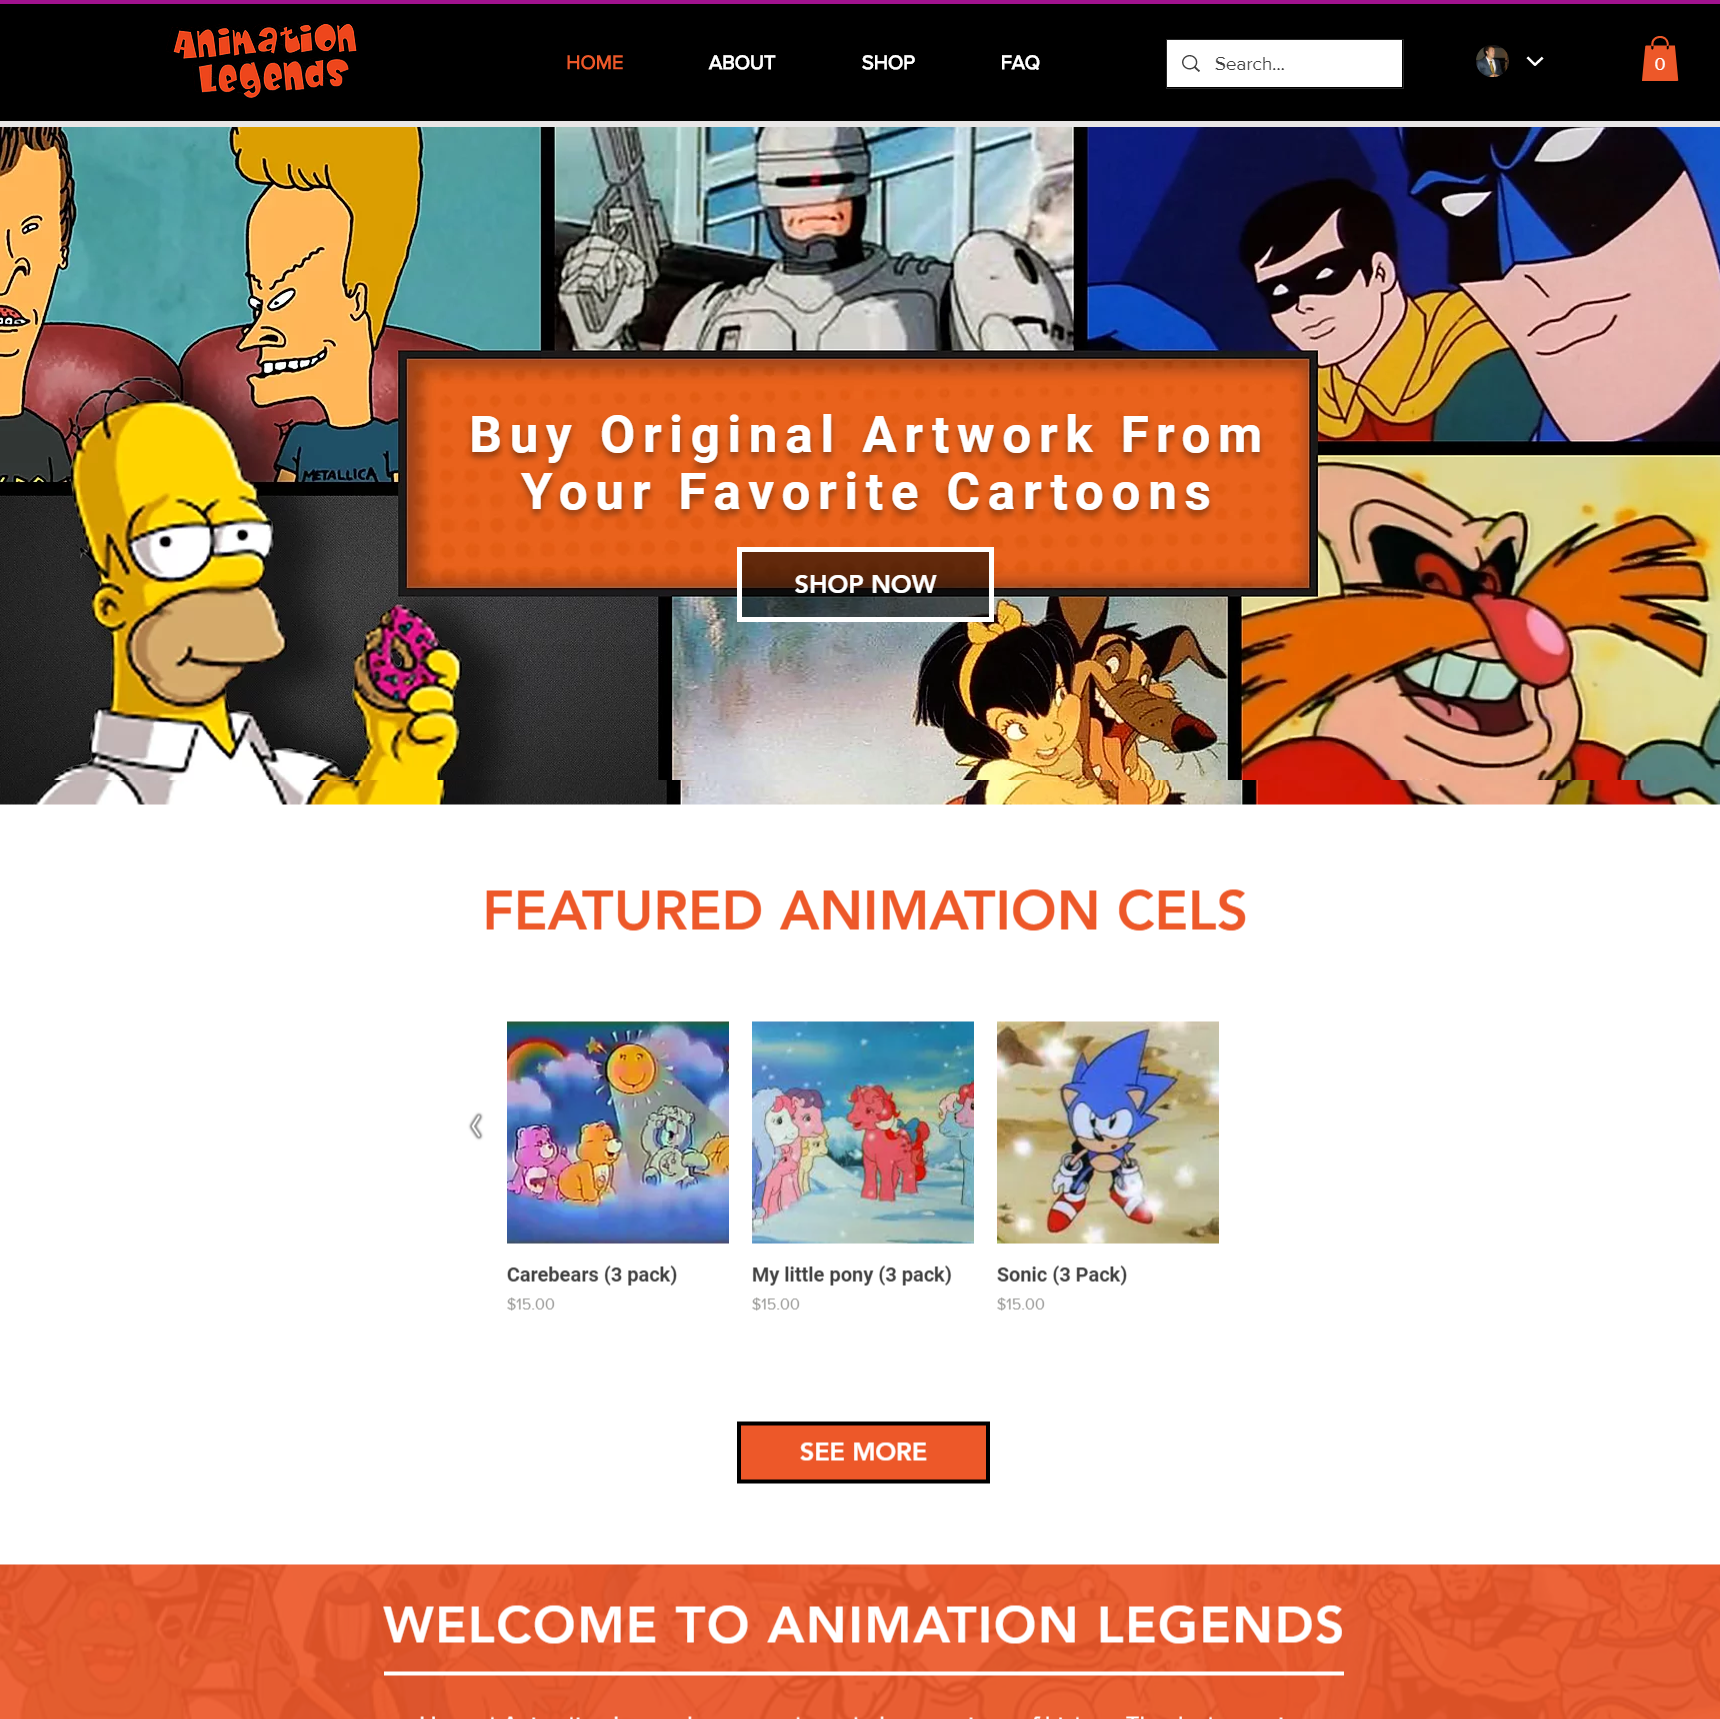 Animation
Legends
HOME
ABOUT
SHOP
FAQ
Search...
0
METALLICA
Buy Original Artwork From
Your Favorite Cartoons
SHOP NOW
FEATURED ANIMATION CELS
Carebears (3 pack)
$15.00
My little pony (3 pack)
$15.00
Sonic (3 Pack)
$15.00
SEE MORE
WELCOME TO ANIMATION LEGENDS